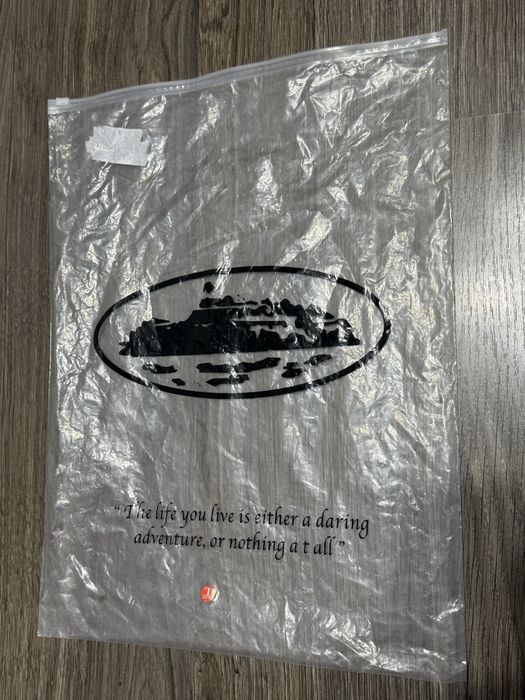 “The life you live is either a daring
adventure, or nothing a t all”